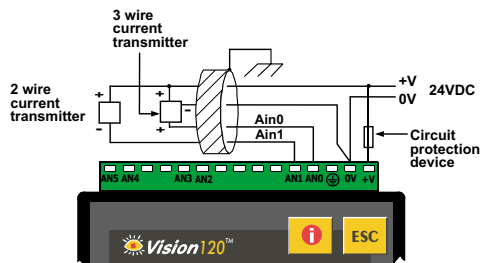 3 wire
current
transmitter
2 wire
current
transmitter
+
+
-
+
-
Ain0
Ain1
+V
0V
24VDC
Circuit
protection
device
AN5 AN4 AN3 AN2 AN1 AN0 0V +V
Vision120™
i
ESC